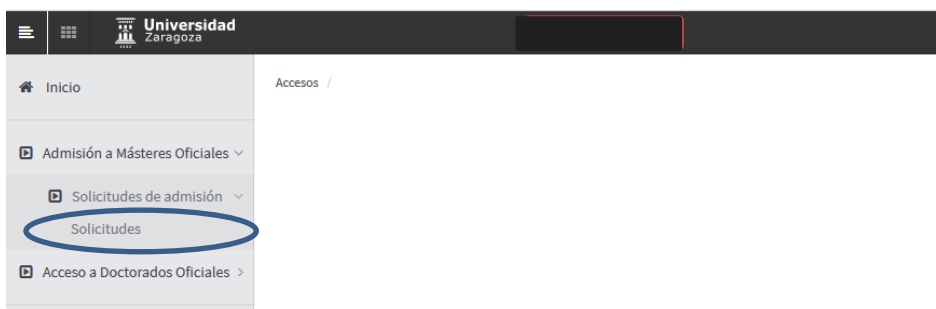 Universidad
Zaragoza
Inicio
Accesos /
Admisión a Másteres Oficiales
Solicitudes de admisión
Solicitudes
Acceso a Doctorados Oficiales